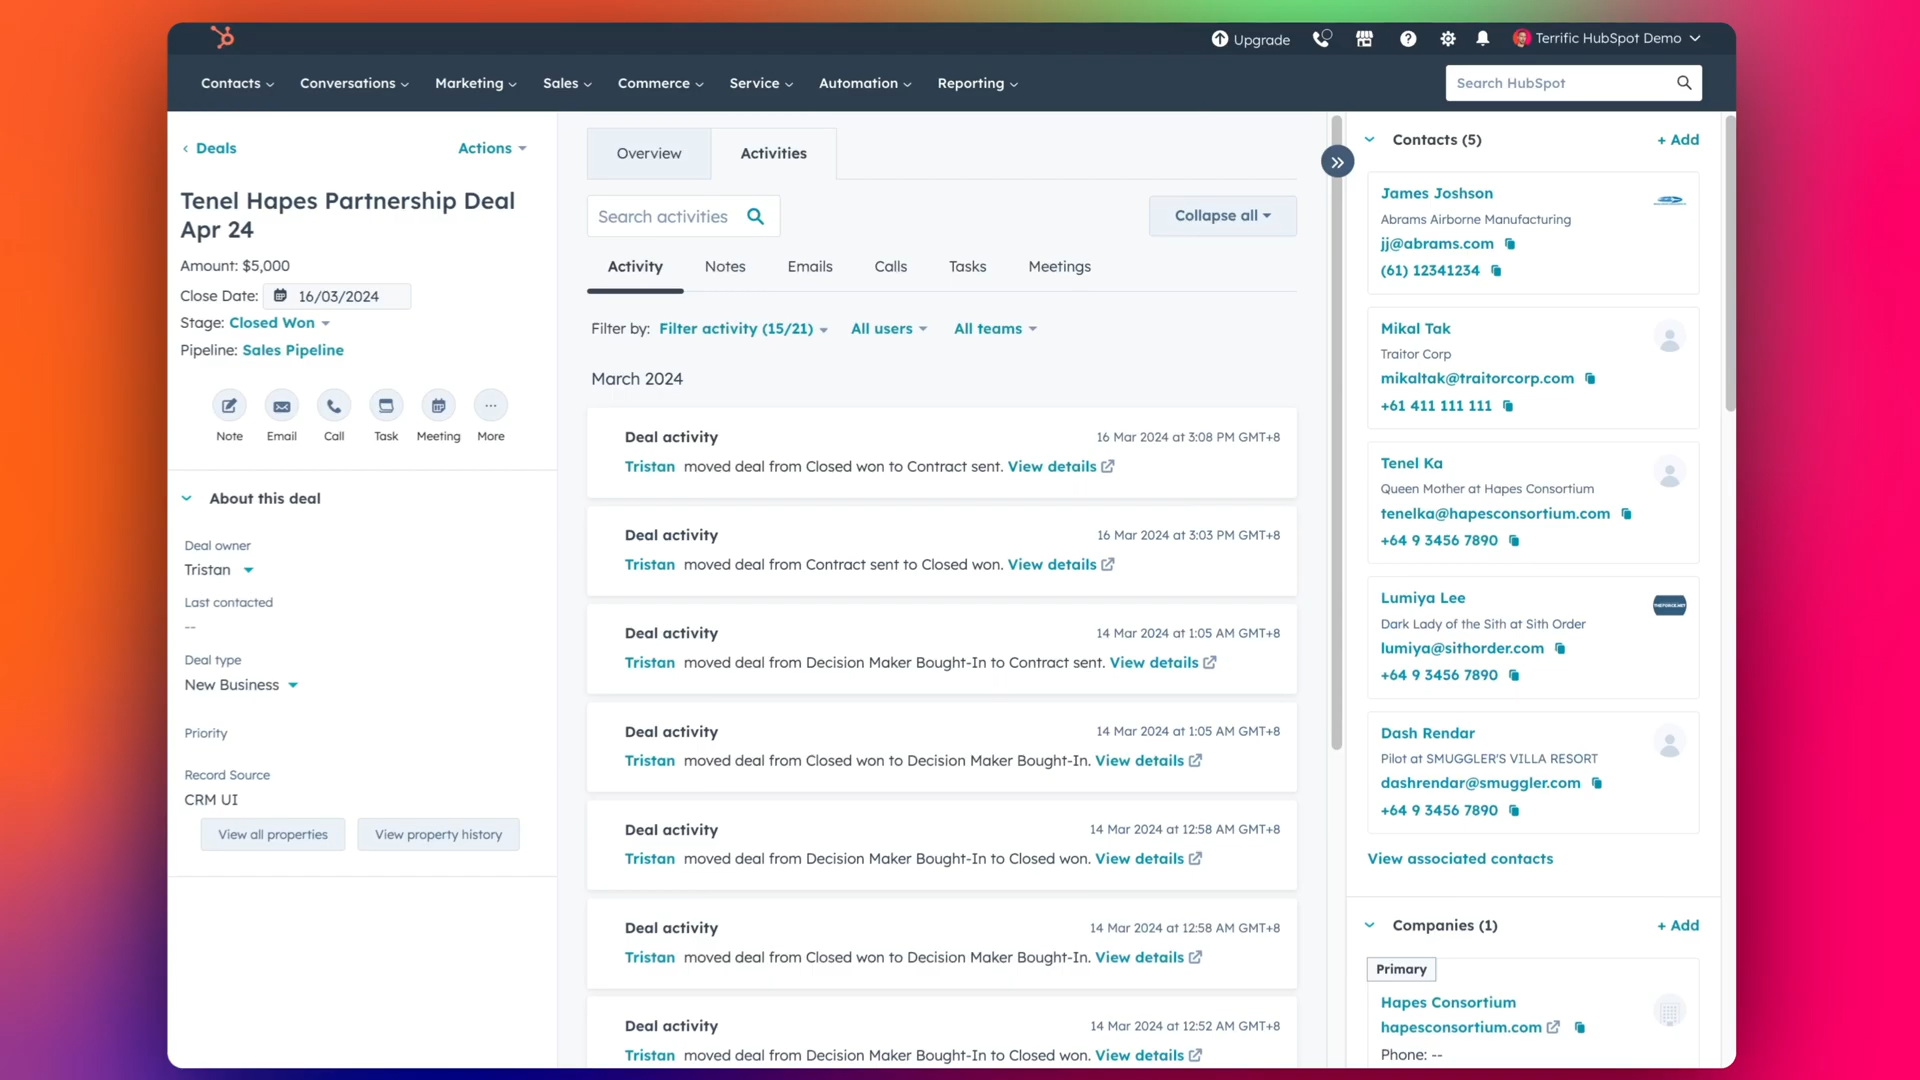 Upgrade
Terrific HubSpot Demo
Contacts
Conversations
Marketing
Sales
Commerce
Service
Automation
Reporting
Search HubSpot
Deals
Actions
Tenel Hapes Partnership Deal
Apr 24
Amount: $5,000
Close Date: 16/03/2024
Stage: Closed Won
Pipeline: Sales Pipeline
Note
Email
Call
Task
Meeting
More
About this deal
Deal owner
Tristan
Last contacted
--
Deal type
New Business
Priority
Record Source
CRM UI
View all properties
View property history
Overview
Activities
Search activities
Collapse all
Activity
Notes
Emails
Calls
Tasks
Meetings
Filter by: Filter activity (15/21) All users All teams
March 2024
Deal activity
16 Mar 2024 at 3:08 PM GMT+8
Tristan moved deal from Closed won to Contract sent. View details
Deal activity
16 Mar 2024 at 3:03 PM GMT+8
Tristan moved deal from Contract sent to Closed won. View details
Deal activity
14 Mar 2024 at 1:05 AM GMT+8
Tristan moved deal from Decision Maker Bought-In to Contract sent. View details
Deal activity
14 Mar 2024 at 1:05 AM GMT+8
Tristan moved deal from Closed won to Decision Maker Bought-In. View details
Deal activity
14 Mar 2024 at 12:58 AM GMT+8
Tristan moved deal from Decision Maker Bought-In to Closed won. View details
Deal activity
14 Mar 2024 at 12:58 AM GMT+8
Tristan moved deal from Closed won to Decision Maker Bought-In. View details
Deal activity
14 Mar 2024 at 12:52 AM GMT+8
Tristan moved deal from Decision Maker Bought-In to Closed won. View details
Contacts (5)
+ Add
James Joshson
Abrams Airborne Manufacturing
jj@abrams.com
(61) 12341234
Mikal Tak
Traitor Corp
mikaltak@traitorcorp.com
+61 411 111 111
Tenel Ka
Queen Mother at Hapes Consortium
tenelka@hapesconsortium.com
+64 9 3456 7890
Lumiya Lee
Dark Lady of the Sith at Sith Order
lumiya@sithorder.com
+64 9 3456 7890
Dash Rendar
Pilot at SMUGGLER'S VILLA RESORT
dashrendar@smuggler.com
+64 9 3456 7890
View associated contacts
Companies (1)
+ Add
Primary
Hapes Consortium
hapesconsortium.com
Phone: --